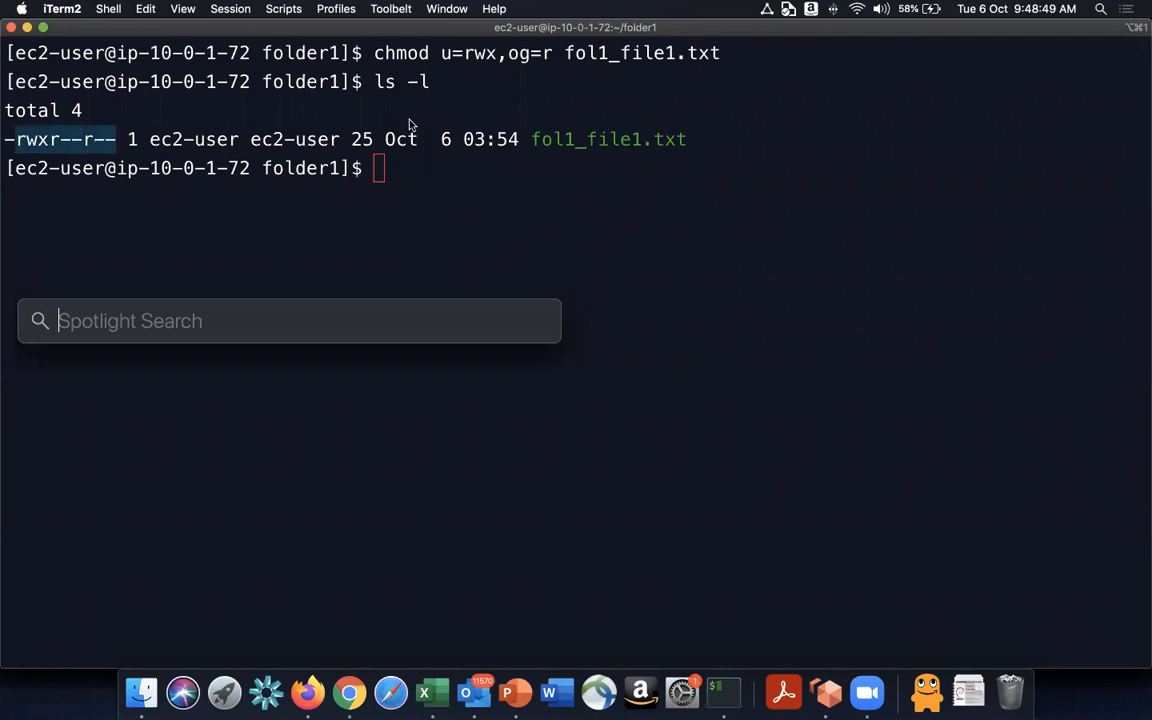 iTerm2 Shell Edit View Session Scripts Profiles Toolbelt Window Help 58% Tue 6 Oct 9:48:49 AM
ec2-user@ip-10-0-1-72:~/folder1 ⌥⌘1
[ec2-user@ip-10-0-1-72 folder1]$ chmod u=rwx,og=r fol1_file1.txt
[ec2-user@ip-10-0-1-72 folder1]$ ls -l
total 4
-rwxr--r-- 1 ec2-user ec2-user 25 Oct  6 03:54 fol1_file1.txt
[ec2-user@ip-10-0-1-72 folder1]$
Spotlight Search
11570
1